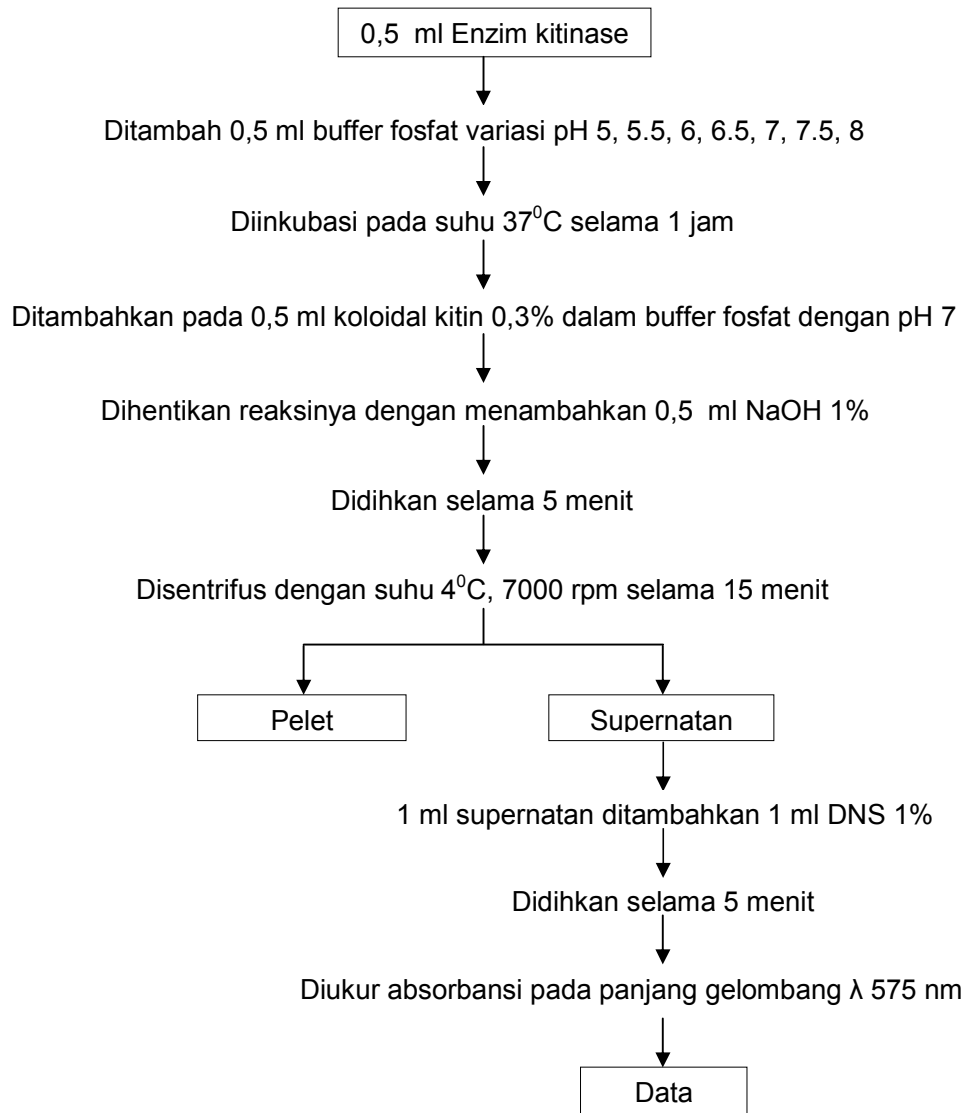 0,5 ml Enzim kitinase
Ditambah 0,5 ml buffer fosfat variasi pH 5, 5.5, 6, 6.5, 7, 7.5, 8
Diinkubasi pada suhu 37⁰C selama 1 jam
Ditambahkan pada 0,5 ml koloidal kitin 0,3% dalam buffer fosfat dengan pH 7
Dihentikan reaksinya dengan menambahkan 0,5 ml NaOH 1%
Didihkan selama 5 menit
Disentrifus dengan suhu 4⁰C, 7000 rpm selama 15 menit
Pelet
Supernatan
1 ml supernatan ditambahkan 1 ml DNS 1%
Didihkan selama 5 menit
Diukur absorbansi pada panjang gelombang λ 575 nm
Data